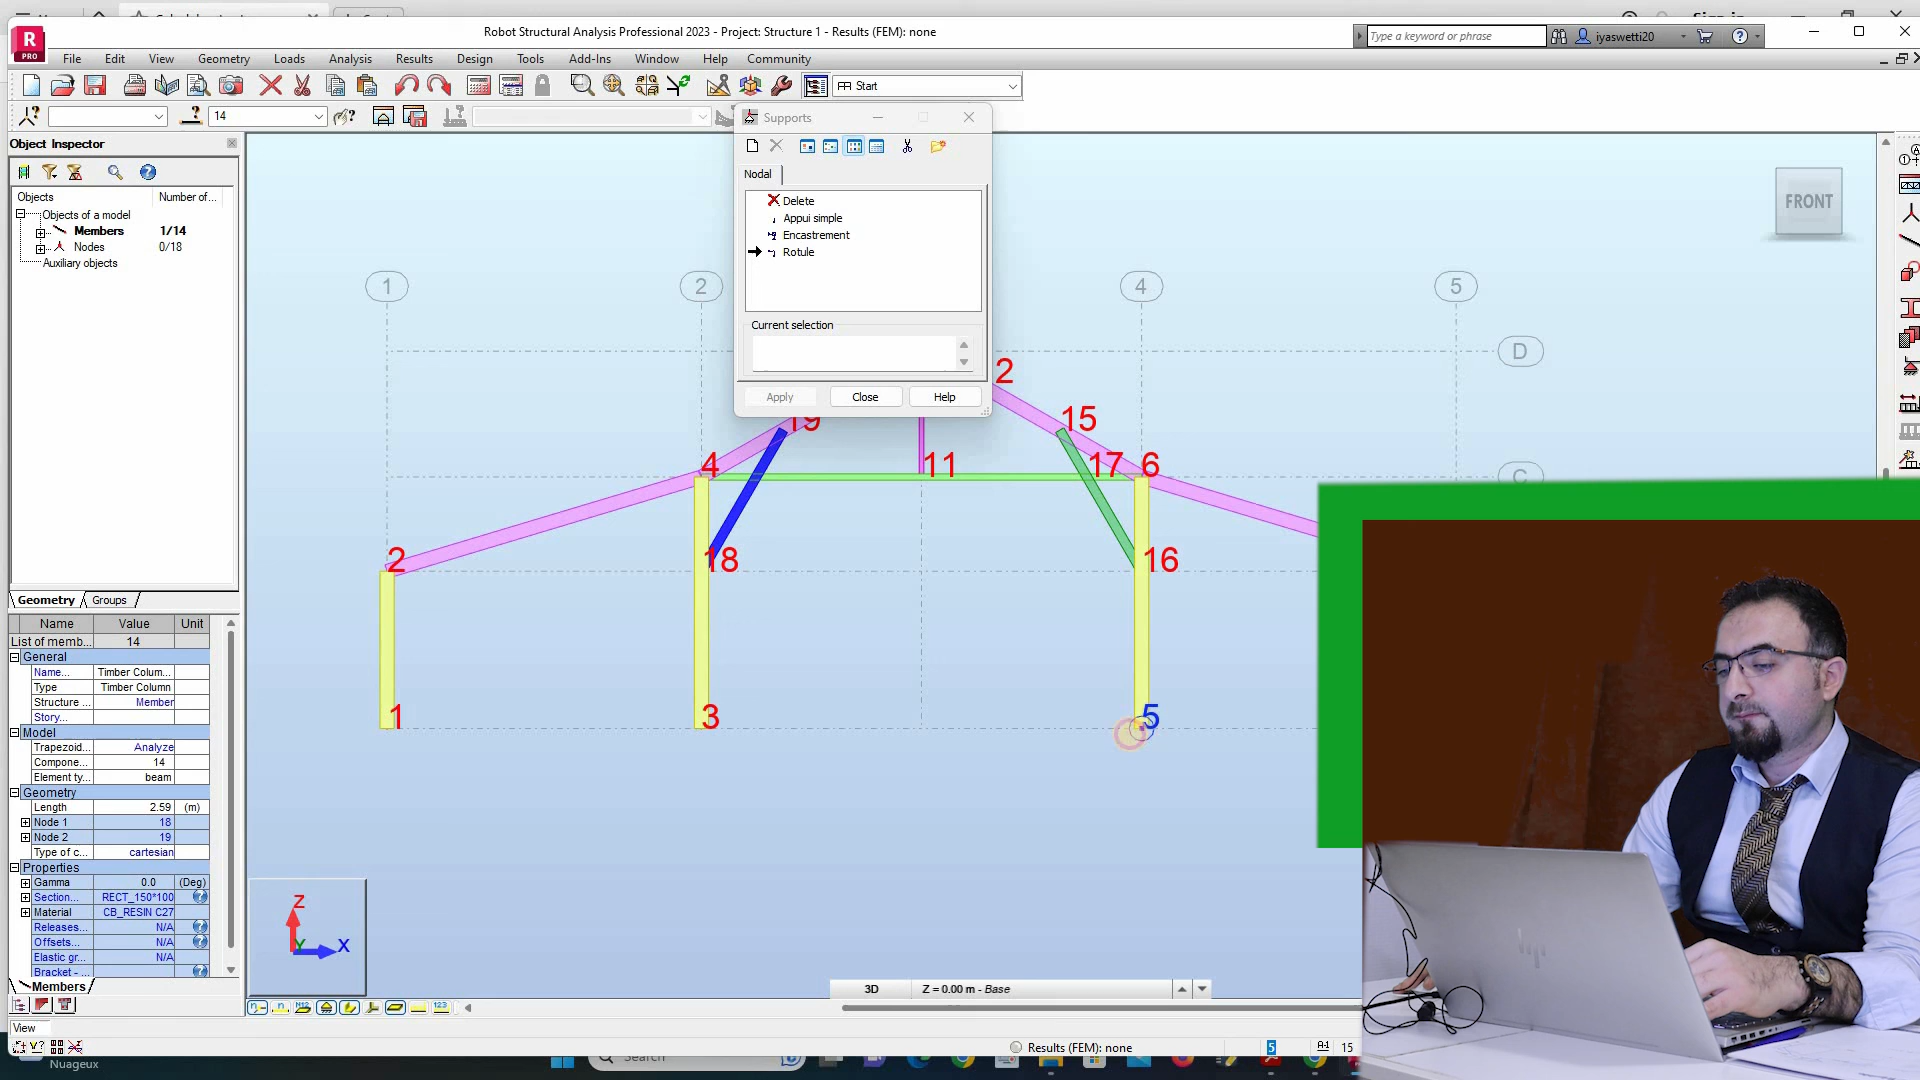 Robot Structural Analysis Professional 2023 - Project: Structure 1 - Results (FEM): none
Type a keyword or phrase
iyaswetti20
R
PRO
File Edit View Geometry Loads Analysis Results Design Tools Add-Ins Window Help Community
Start
14
Object Inspector
Objects Number of...
Objects of a model
Members 1/14
Nodes 0/18
Auxiliary objects
Geometry Groups
Name Value Unit
List of memb... 14
General
Name... Timber Colum...
Type Timber Column
Structure ... Member
Story...
Model
Trapezoid... Analyze
Compone... 14
Element ty... beam
Geometry
Length 2.59 (m)
Node 1 18
Node 2 19
Type of c... cartesian
Properties
Gamma 0.0 (Deg)
Section... RECT_150*100
Material CB_RESIN C27
Releases... N/A
Offsets... N/A
Elastic gr... N/A
Bracket - ...
Members
View
Supports
Nodal
Delete
Appui simple
Encastrement
Rotule
Current selection
Apply Close Help
FRONT
1 2 4 5
D
C
2
19 15
4 11 17 6
2 18 16
1 3 5
Z
Y X
3D Z = 0.00 m - Base
Results (FEM): none
5
15
Search
Nuageux